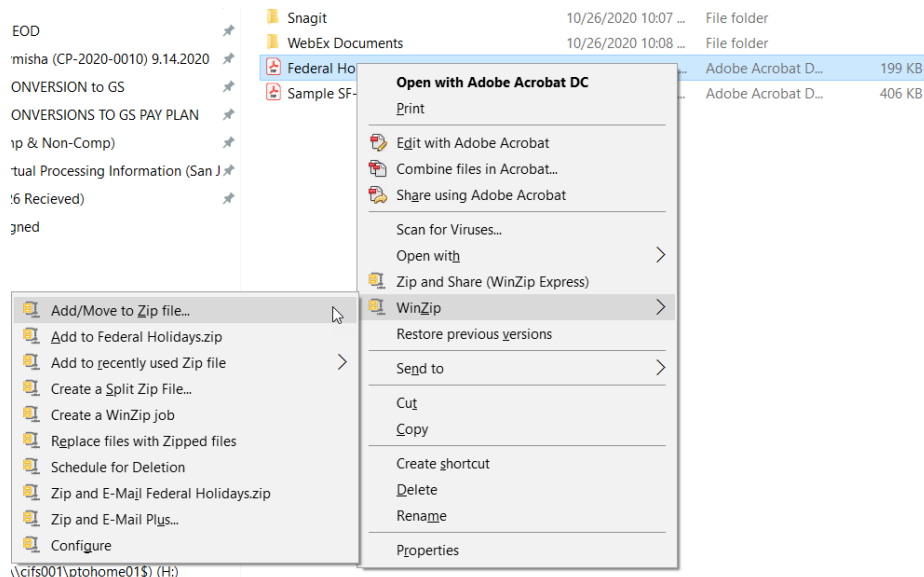 EOD
misha (CP-2020-0010) 9.14.2020
ONVERSION to GS
ONVERSIONS TO GS PAY PLAN
np & Non-Comp)
rtual Processing Information (San J
26 Recieved)
gned
Snagit 10/26/2020 10:07 ... File folder
WebEx Documents 10/26/2020 10:08 ... File folder
Federal Ho ... Adobe Acrobat D... 199 KB
Sample SF- ... Adobe Acrobat D... 406 KB
Open with Adobe Acrobat DC
Print
Edit with Adobe Acrobat
Combine files in Acrobat...
Share using Adobe Acrobat
Scan for Viruses...
Open with
Zip and Share (WinZip Express)
WinZip
Restore previous versions
Send to
Cut
Copy
Create shortcut
Delete
Rename
Properties
Add/Move to Zip file...
Add to Federal Holidays.zip
Add to recently used Zip file
Create a Split Zip File...
Create a WinZip job
Replace files with Zipped files
Schedule for Deletion
Zip and E-Mail Federal Holidays.zip
Zip and E-Mail Plus...
Configure
\\cifs001\ptohome01$) (H:)